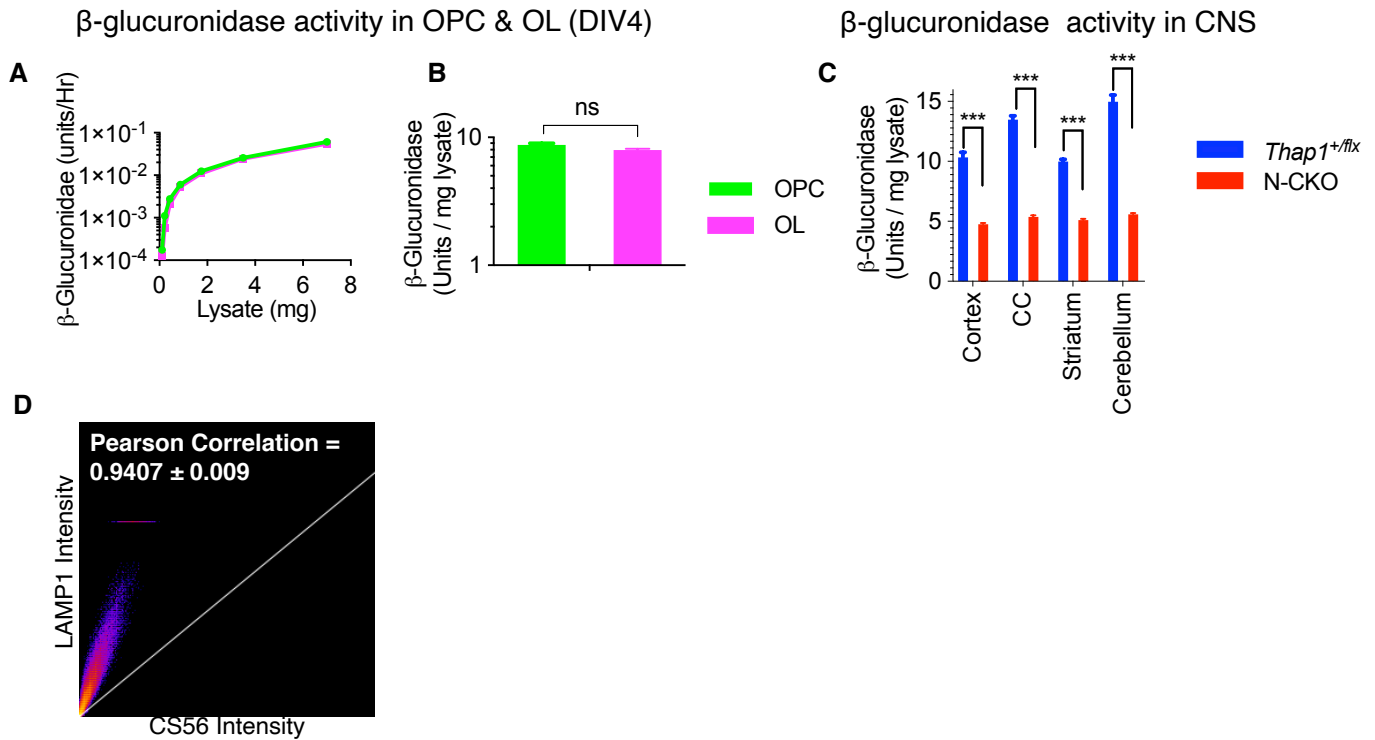 β-glucuronidase activity in OPC & OL (DIV4)
β-glucuronidase activity in CNS
A
β-Glucuronidae (units/Hr)
1×10⁻¹
1×10⁻²
1×10⁻³
1×10⁻⁴
0 2 4 6 8
Lysate (mg)
B
β-Glucuronidase
(Units / mg lysate)
10
1
ns
OPC
OL
C
β-Glucuronidase
(Units / mg lysate)
15
10
5
0
***
***
***
***
Cortex
CC
Striatum
Cerebellum
Thap1+/flx
N-CKO
D
Pearson Correlation =
0.9407 ± 0.009
LAMP1 Intensity
CS56 Intensity